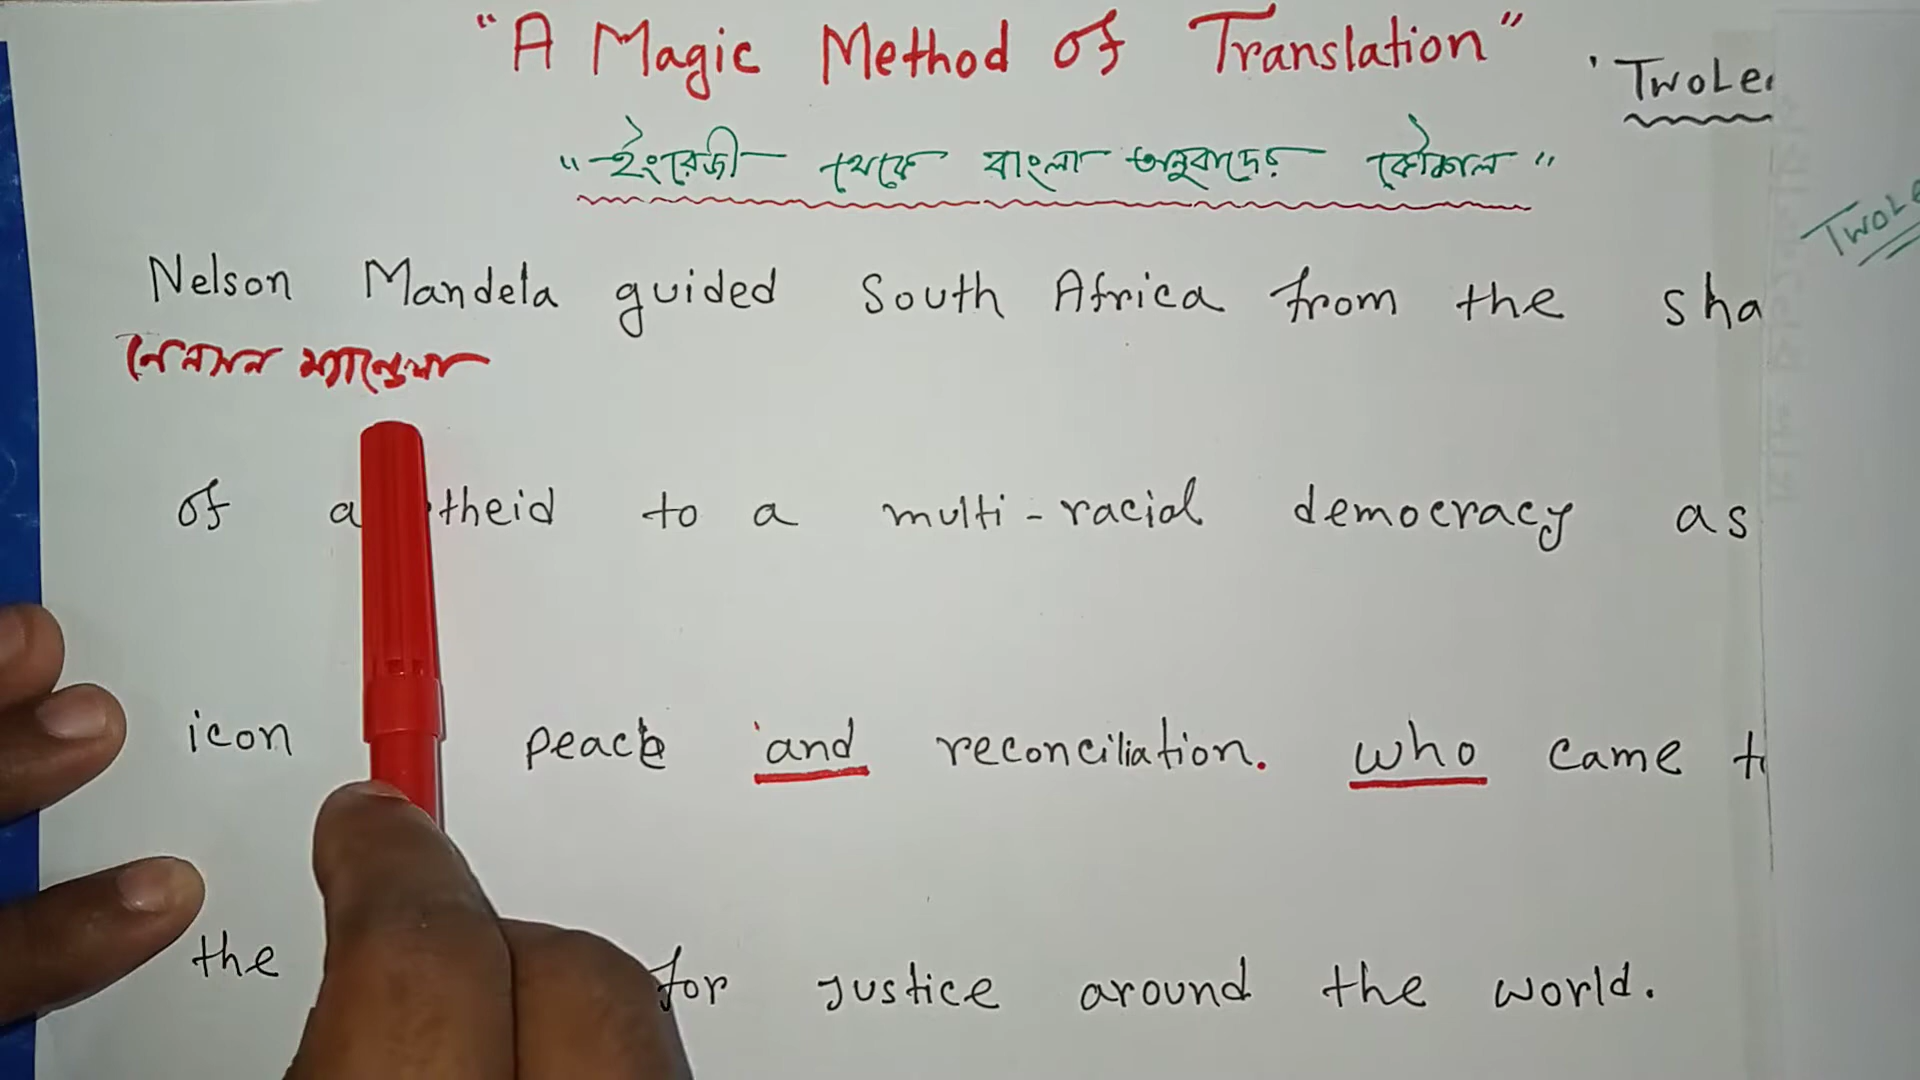 "A Magic Method of Translation"
'TwoLe
"ইংরেজী থেকে বাংলা অনুবাদের কৌশল"
TwoLe
Nelson Mandela guided South Africa from the sha
নেলসন ম্যান্ডেলা
of a theid to a multi-racial democracy as
icon peace and reconciliation. who came t
the for justice around the world.